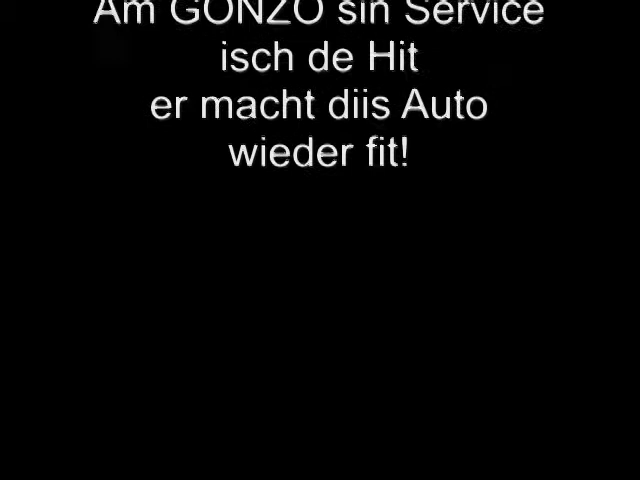 Am GONZO sin Service
isch de Hit
er macht diis Auto
wieder fit!